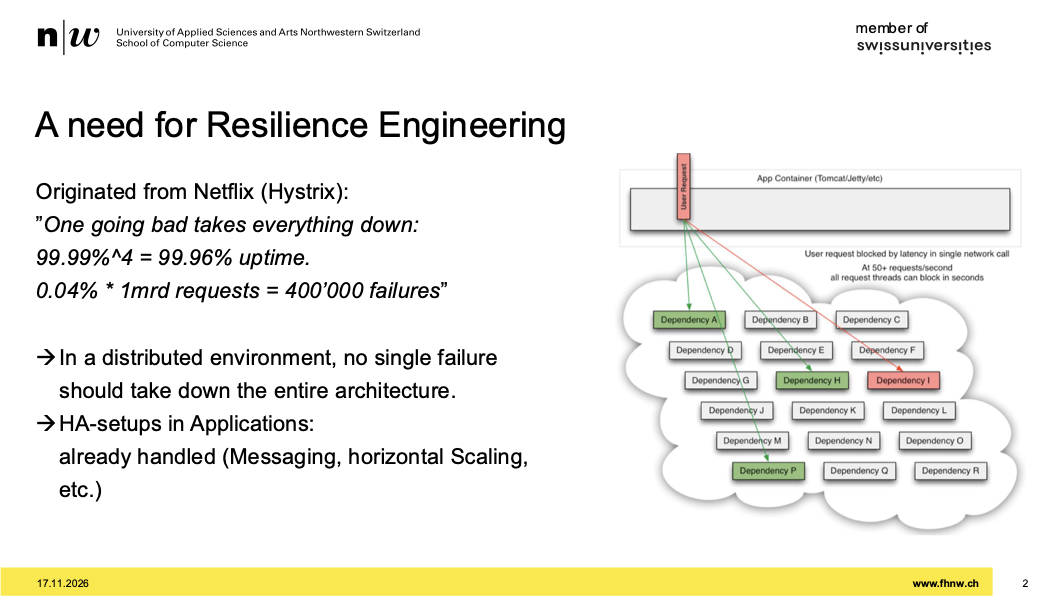 n|w University of Applied Sciences and Arts Northwestern Switzerland
School of Computer Science
member of
swissuniversities
A need for Resilience Engineering
Originated from Netflix (Hystrix):
”One going bad takes everything down:
99.99%^4 = 99.96% uptime.
0.04% * 1mrd requests = 400’000 failures”
→In a distributed environment, no single failure
should take down the entire architecture.
→HA-setups in Applications:
already handled (Messaging, horizontal Scaling,
etc.)
App Container (Tomcat/Jetty/etc)
User Request
User request blocked by latency in single network call
At 50+ requests/second
all request threads can block in seconds
Dependency A Dependency B Dependency C
Dependency D Dependency E Dependency F
Dependency G Dependency H Dependency I
Dependency J Dependency K Dependency L
Dependency M Dependency N Dependency O
Dependency P Dependency Q Dependency R
17.11.2026 www.fhnw.ch 2